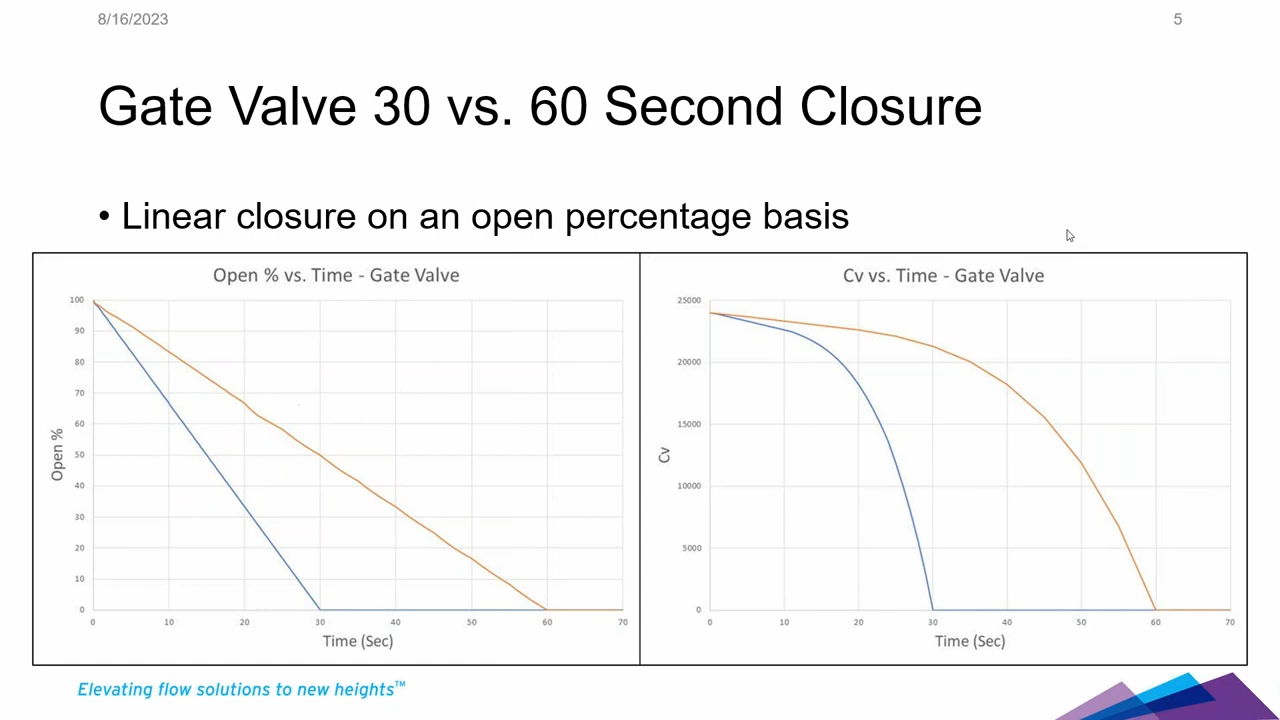 8/16/2023
5
Gate Valve 30 vs. 60 Second Closure
• Linear closure on an open percentage basis
Open % vs. Time - Gate Valve
100
90
80
70
60
50
40
30
20
10
0
Open %
0 10 20 30 40 50 60 70
Time (Sec)
Cv vs. Time - Gate Valve
25000
20000
15000
10000
5000
0
Cv
0 10 20 30 40 50 60 70
Time (Sec)
Elevating flow solutions to new heights™